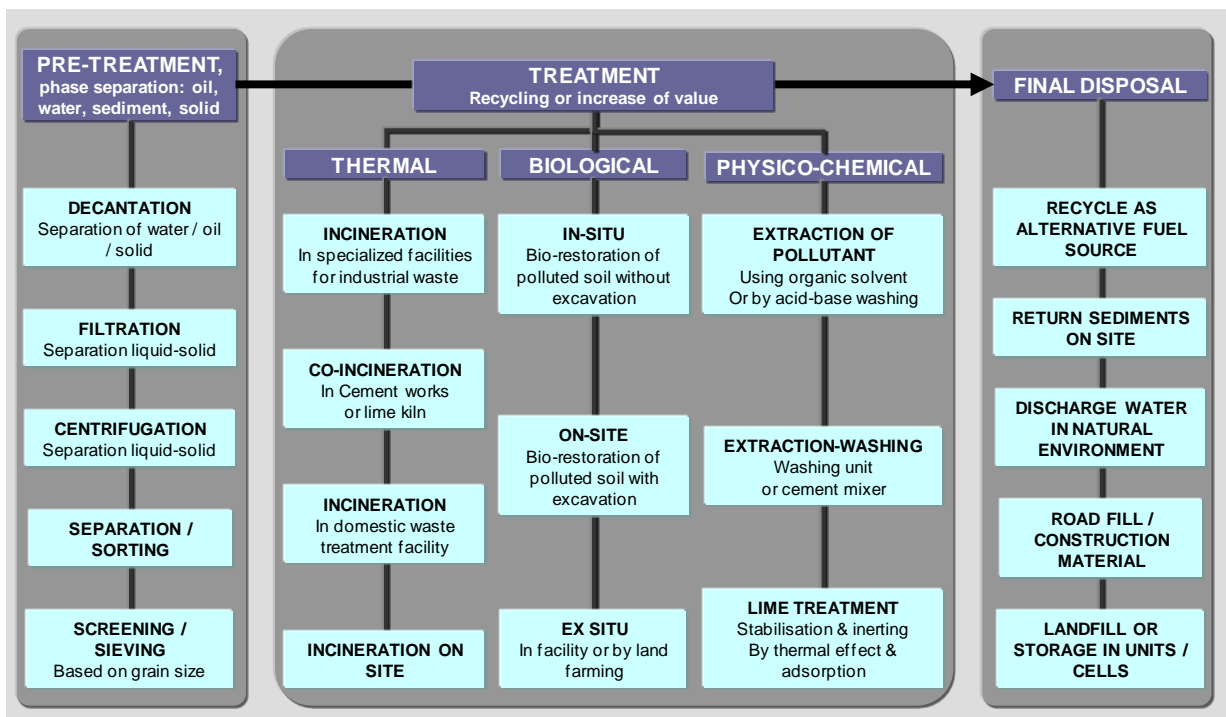 PRE-TREATMENT,
phase separation: oil,
water, sediment, solid
DECANTATION
Separation of water / oil
/ solid
FILTRATION
Separation liquid-solid
CENTRIFUGATION
Separation liquid-solid
SEPARATION /
SORTING
SCREENING /
SIEVING
Based on grain size
TREATMENT
Recycling or increase of value
THERMAL
INCINERATION
In specialized facilities
for industrial waste
CO-INCINERATION
In Cement works
or lime kiln
INCINERATION
In domestic waste
treatment facility
INCINERATION ON
SITE
BIOLOGICAL
IN-SITU
Bio-restoration of
polluted soil without
excavation
ON-SITE
Bio-restoration of
polluted soil with
excavation
EX SITU
In facility or by land
farming
PHYSICO-CHEMICAL
EXTRACTION OF
POLLUTANT
Using organic solvent
Or by acid-base washing
EXTRACTION-WASHING
Washing unit
or cement mixer
LIME TREATMENT
Stabilisation & inerting
By thermal effect &
adsorption
FINAL DISPOSAL
RECYCLE AS
ALTERNATIVE FUEL
SOURCE
RETURN SEDIMENTS
ON SITE
DISCHARGE WATER
IN NATURAL
ENVIRONMENT
ROAD FILL /
CONSTRUCTION
MATERIAL
LANDFILL OR
STORAGE IN UNITS /
CELLS